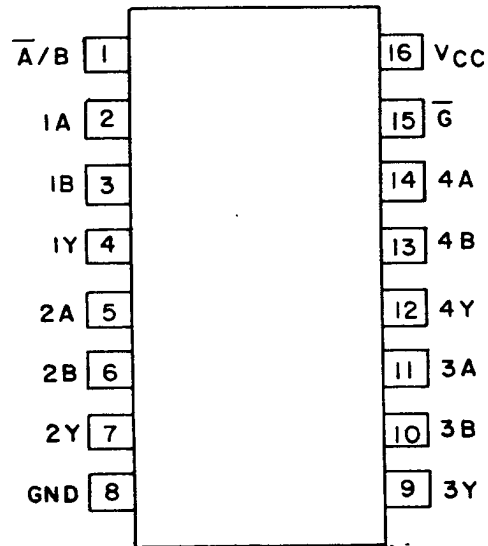 A̅/B 1 16 VCC
1A 2 15 G̅
1B 3 14 4A
1Y 4 13 4B
2A 5 12 4Y
2B 6 11 3A
2Y 7 10 3B
GND 8 9 3Y